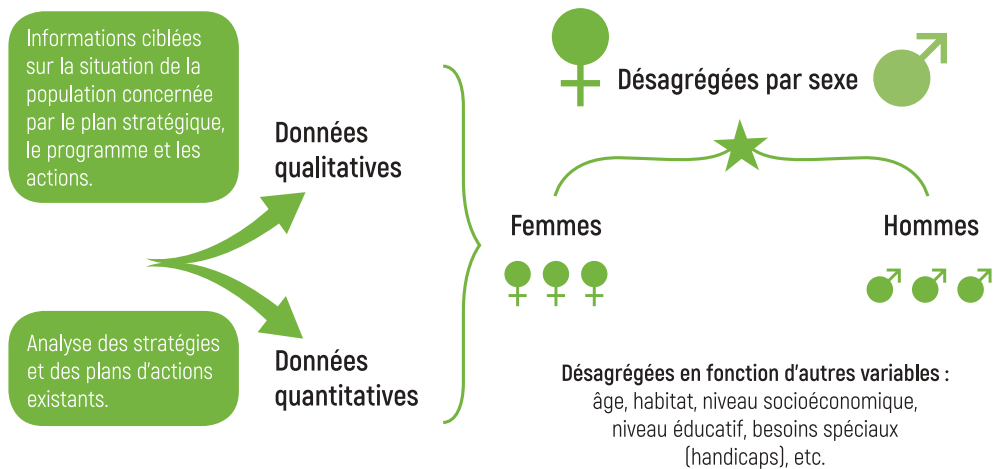 Informations ciblées
sur la situation de la
population concernée
par le plan stratégique,
le programme et les
actions.
Données
qualitatives
Analyse des stratégies
et des plans d'actions
existants.
Données
quantitatives
Désagrégées par sexe
Femmes
Hommes
Désagrégées en fonction d'autres variables :
âge, habitat, niveau socioéconomique,
niveau éducatif, besoins spéciaux
(handicaps), etc.